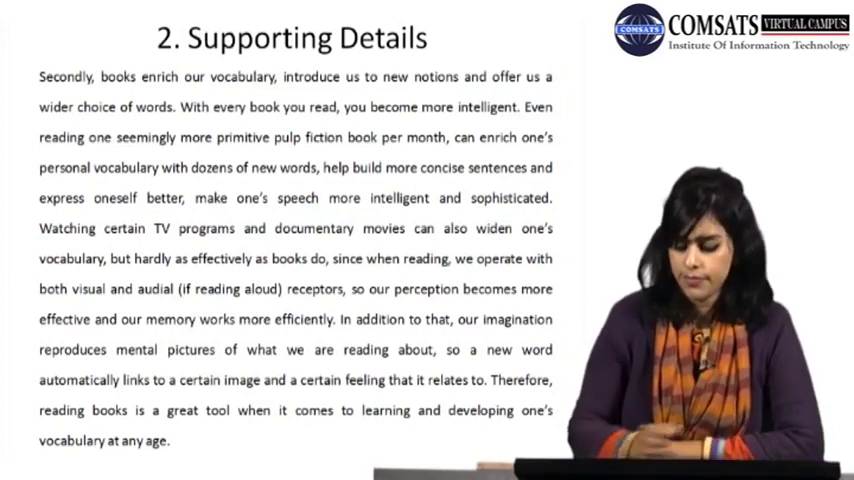 2. Supporting Details
COMSATS
COMSATS VIRTUAL CAMPUS
Institute Of Information Technology
Secondly, books enrich our vocabulary, introduce us to new notions and offer us a
wider choice of words. With every book you read, you become more intelligent. Even
reading one seemingly more primitive pulp fiction book per month, can enrich one's
personal vocabulary with dozens of new words, help build more concise sentences and
express oneself better, make one's speech more intelligent and sophisticated.
Watching certain TV programs and documentary movies can also widen one's
vocabulary, but hardly as effectively as books do, since when reading, we operate with
both visual and audial (if reading aloud) receptors, so our perception becomes more
effective and our memory works more efficiently. In addition to that, our imagination
reproduces mental pictures of what we are reading about, so a new word
automatically links to a certain image and a certain feeling that it relates to. Therefore,
reading books is a great tool when it comes to learning and developing one's
vocabulary at any age.